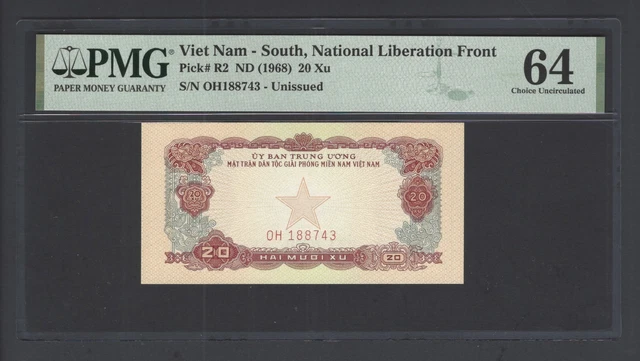 PMG
PAPER MONEY GUARANTY
Viet Nam - South, National Liberation Front
Pick# R2 ND (1968) 20 Xu
S/N OH188743 - Unissued
64
Choice Uncirculated
ỦY BAN TRUNG ƯƠNG
MẶT TRẬN DÂN TỘC GIẢI PHÓNG MIỀN NAM VIỆT NAM
20 20
OH 188743
20 HAI MƯƠI XU 20